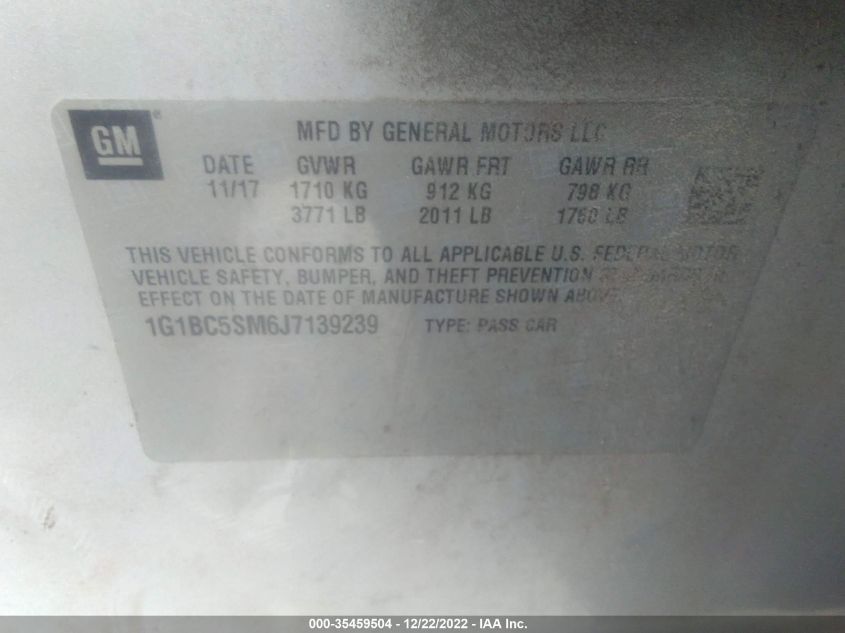 GM ®
MFD BY GENERAL MOTORS LLC
DATE GVWR GAWR FRT GAWR RR
11/17 1710 KG 912 KG 798 KG
3771 LB 2011 LB 1760 LB
THIS VEHICLE CONFORMS TO ALL APPLICABLE U.S. FEDERAL MOTOR
VEHICLE SAFETY, BUMPER, AND THEFT PREVENTION STANDARDS IN
EFFECT ON THE DATE OF MANUFACTURE SHOWN ABOVE.
1G1BC5SM6J7139239 TYPE: PASS CAR
000-35459504 - 12/22/2022 - IAA Inc.